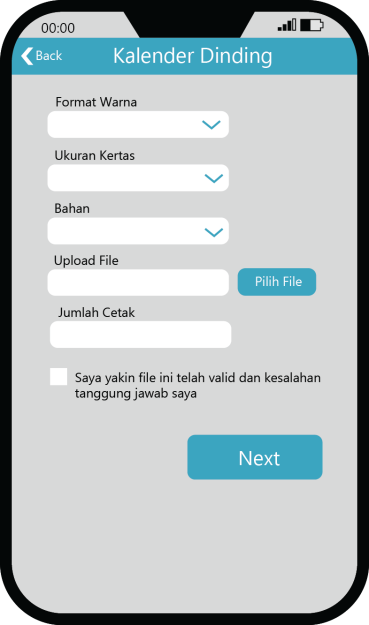 00:00
Back
Kalender Dinding
Format Warna
Ukuran Kertas
Bahan
Upload File
Pilih File
Jumlah Cetak
Saya yakin file ini telah valid dan kesalahan
tanggung jawab saya
Next